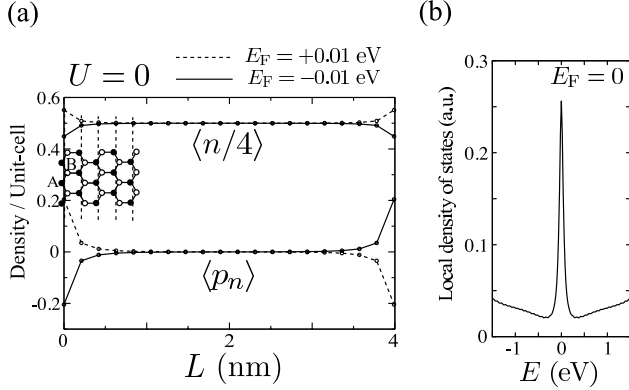 (a)
U = 0
E_F = +0.01 eV
E_F = −0.01 eV
Density / Unit-cell
0.6
0.4
0.2
0
-0.2
⟨n/4⟩
B
A
⟨p_n⟩
0
2
4
L (nm)
(b)
E_F = 0
Local density of states (a.u.)
0.3
0.2
0.1
0
-1
0
1
E (eV)